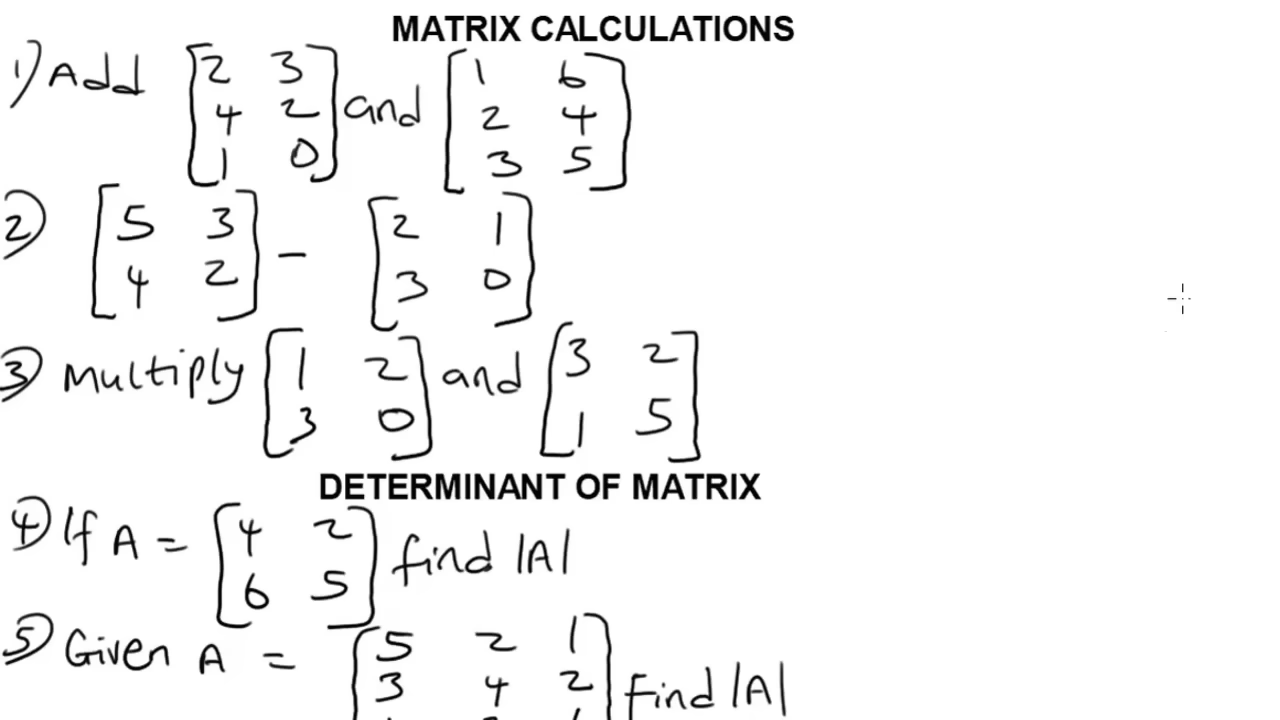 MATRIX CALCULATIONS
1) Add [2 3] and [1 6]
[4 2] [2 4]
[1 0] [3 5]
2) [5 3] - [2 1]
[4 2] [3 0]
3) Multiply [1 2] and [3 2]
[3 0] [1 5]
DETERMINANT OF MATRIX
4) If A = [4 2] find |A|
[6 5]
5) Given A = [5 2 1] Find |A|
[3 4 2]